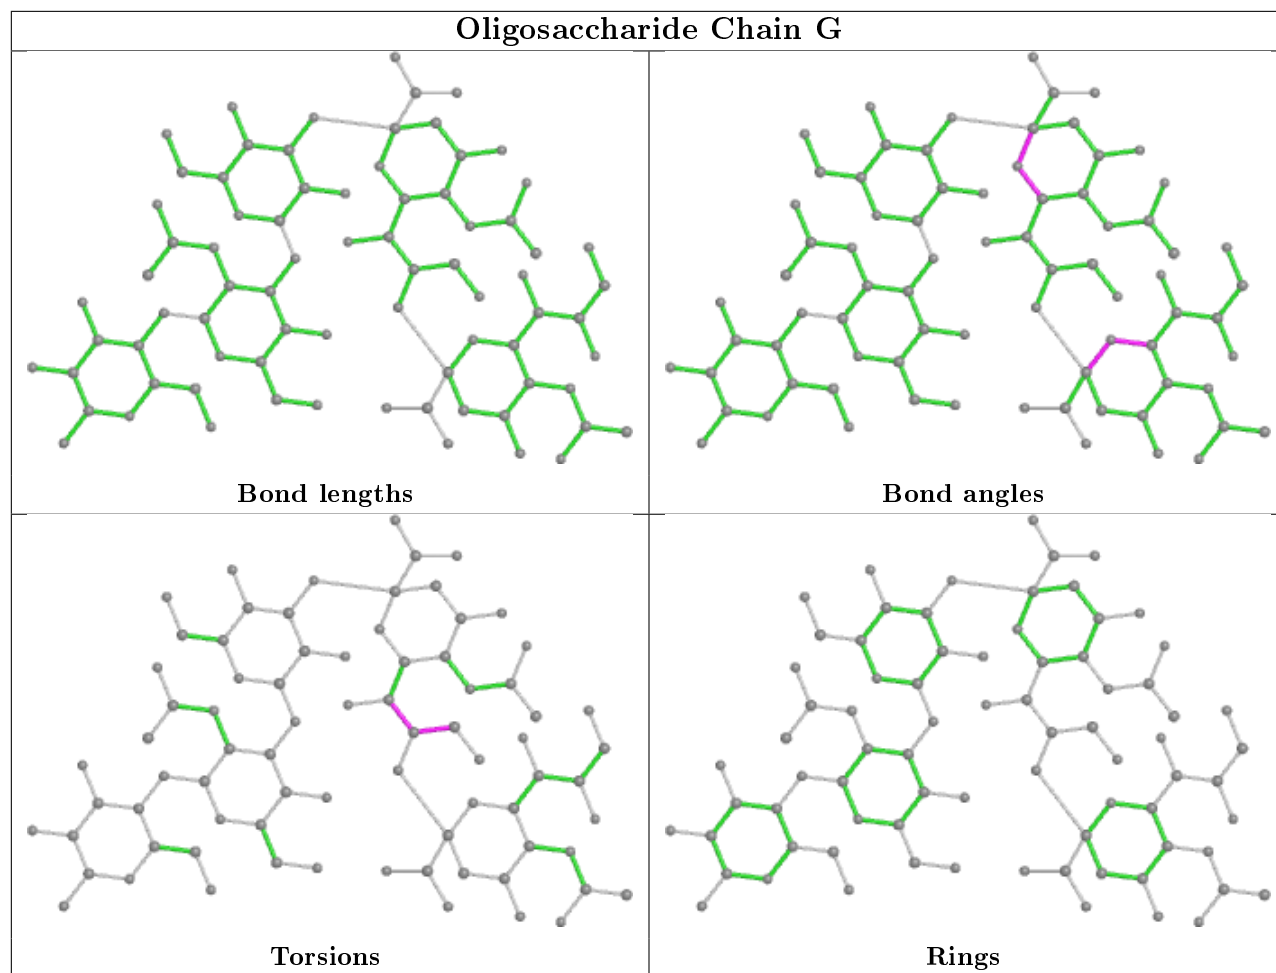 Oligosaccharide Chain G
Bond lengths
Bond angles
Torsions
Rings